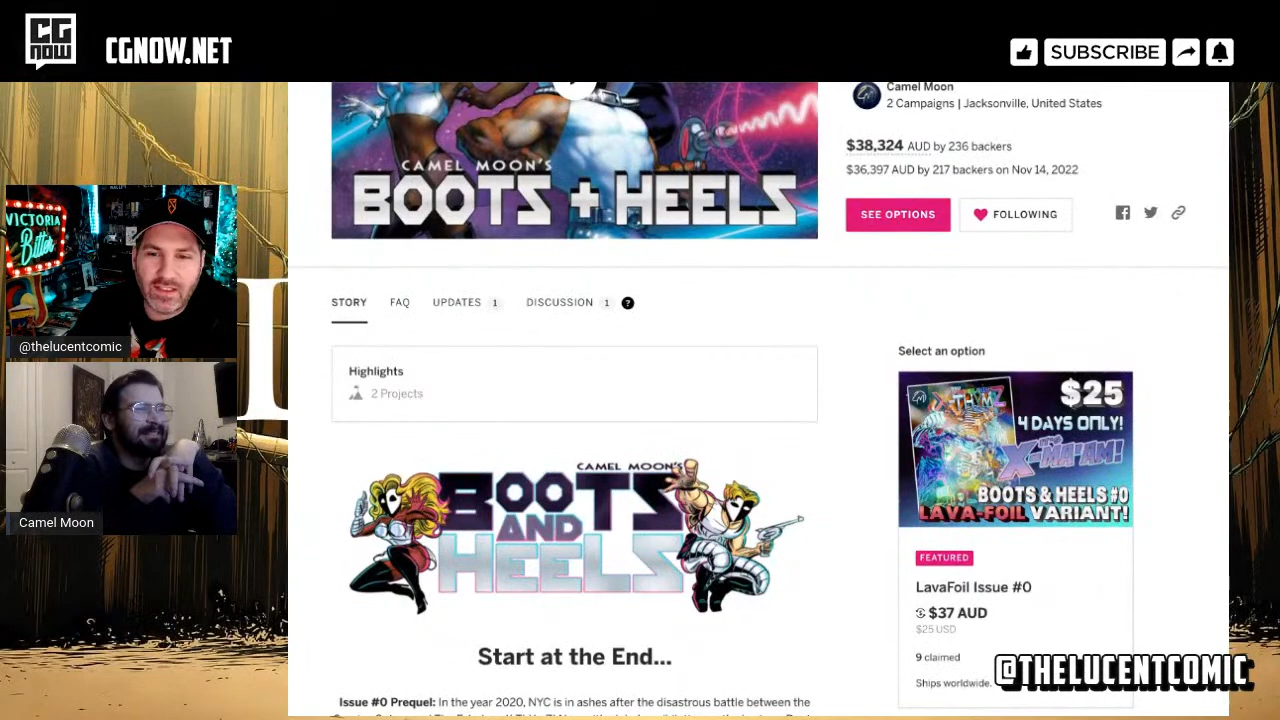 CG
NOW
CGNOW.NET
SUBSCRIBE
Camel Moon
2 Campaigns | Jacksonville, United States
$38,324 AUD by 236 backers
$36,397 AUD by 217 backers on Nov 14, 2022
SEE OPTIONS
FOLLOWING
CAMEL MOON'S
BOOTS + HEELS
VICTORIA
Bitter
@thelucentcomic
Camel Moon
STORY
FAQ
UPDATES 1
DISCUSSION 1 ?
Highlights
2 Projects
CAMEL MOON'S
BOOTS
AND
HEELS
Start at the End...
Issue #0 Prequel: In the year 2020, NYC is in ashes after the disastrous battle between the
Select an option
$25
4 DAYS ONLY!
IT'S
X-MA'AM!
BOOTS & HEELS #0
LAVA-FOIL VARIANT!
FEATURED
LavaFoil Issue #0
$37 AUD
$25 USD
9 claimed
Ships worldwide.
@THELUCENTCOMIC